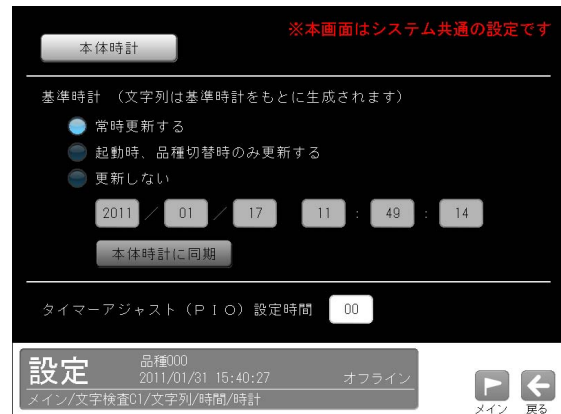 ※本画面はシステム共通の設定です
本体時計
基準時計 (文字列は基準時計をもとに生成されます)
常時更新する
起動時、品種切替時のみ更新する
更新しない
2011 / 01 / 17 11 : 49 : 14
本体時計に同期
タイマーアジャスト(PIO)設定時間 00
設定
品種000
2011/01/31 15:40:27 オフライン
メイン/文字検査C1/文字列/時間/時計
メイン 戻る